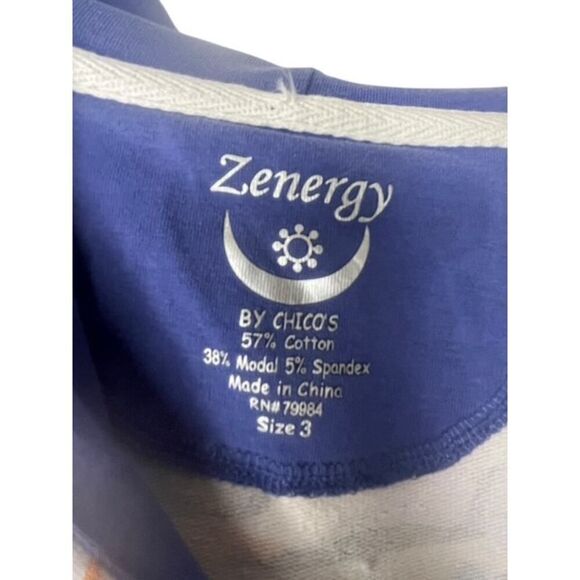 Zenergy
BY CHICO'S
57% Cotton
38% Modal 5% Spandex
Made in China
RN# 79984
Size 3